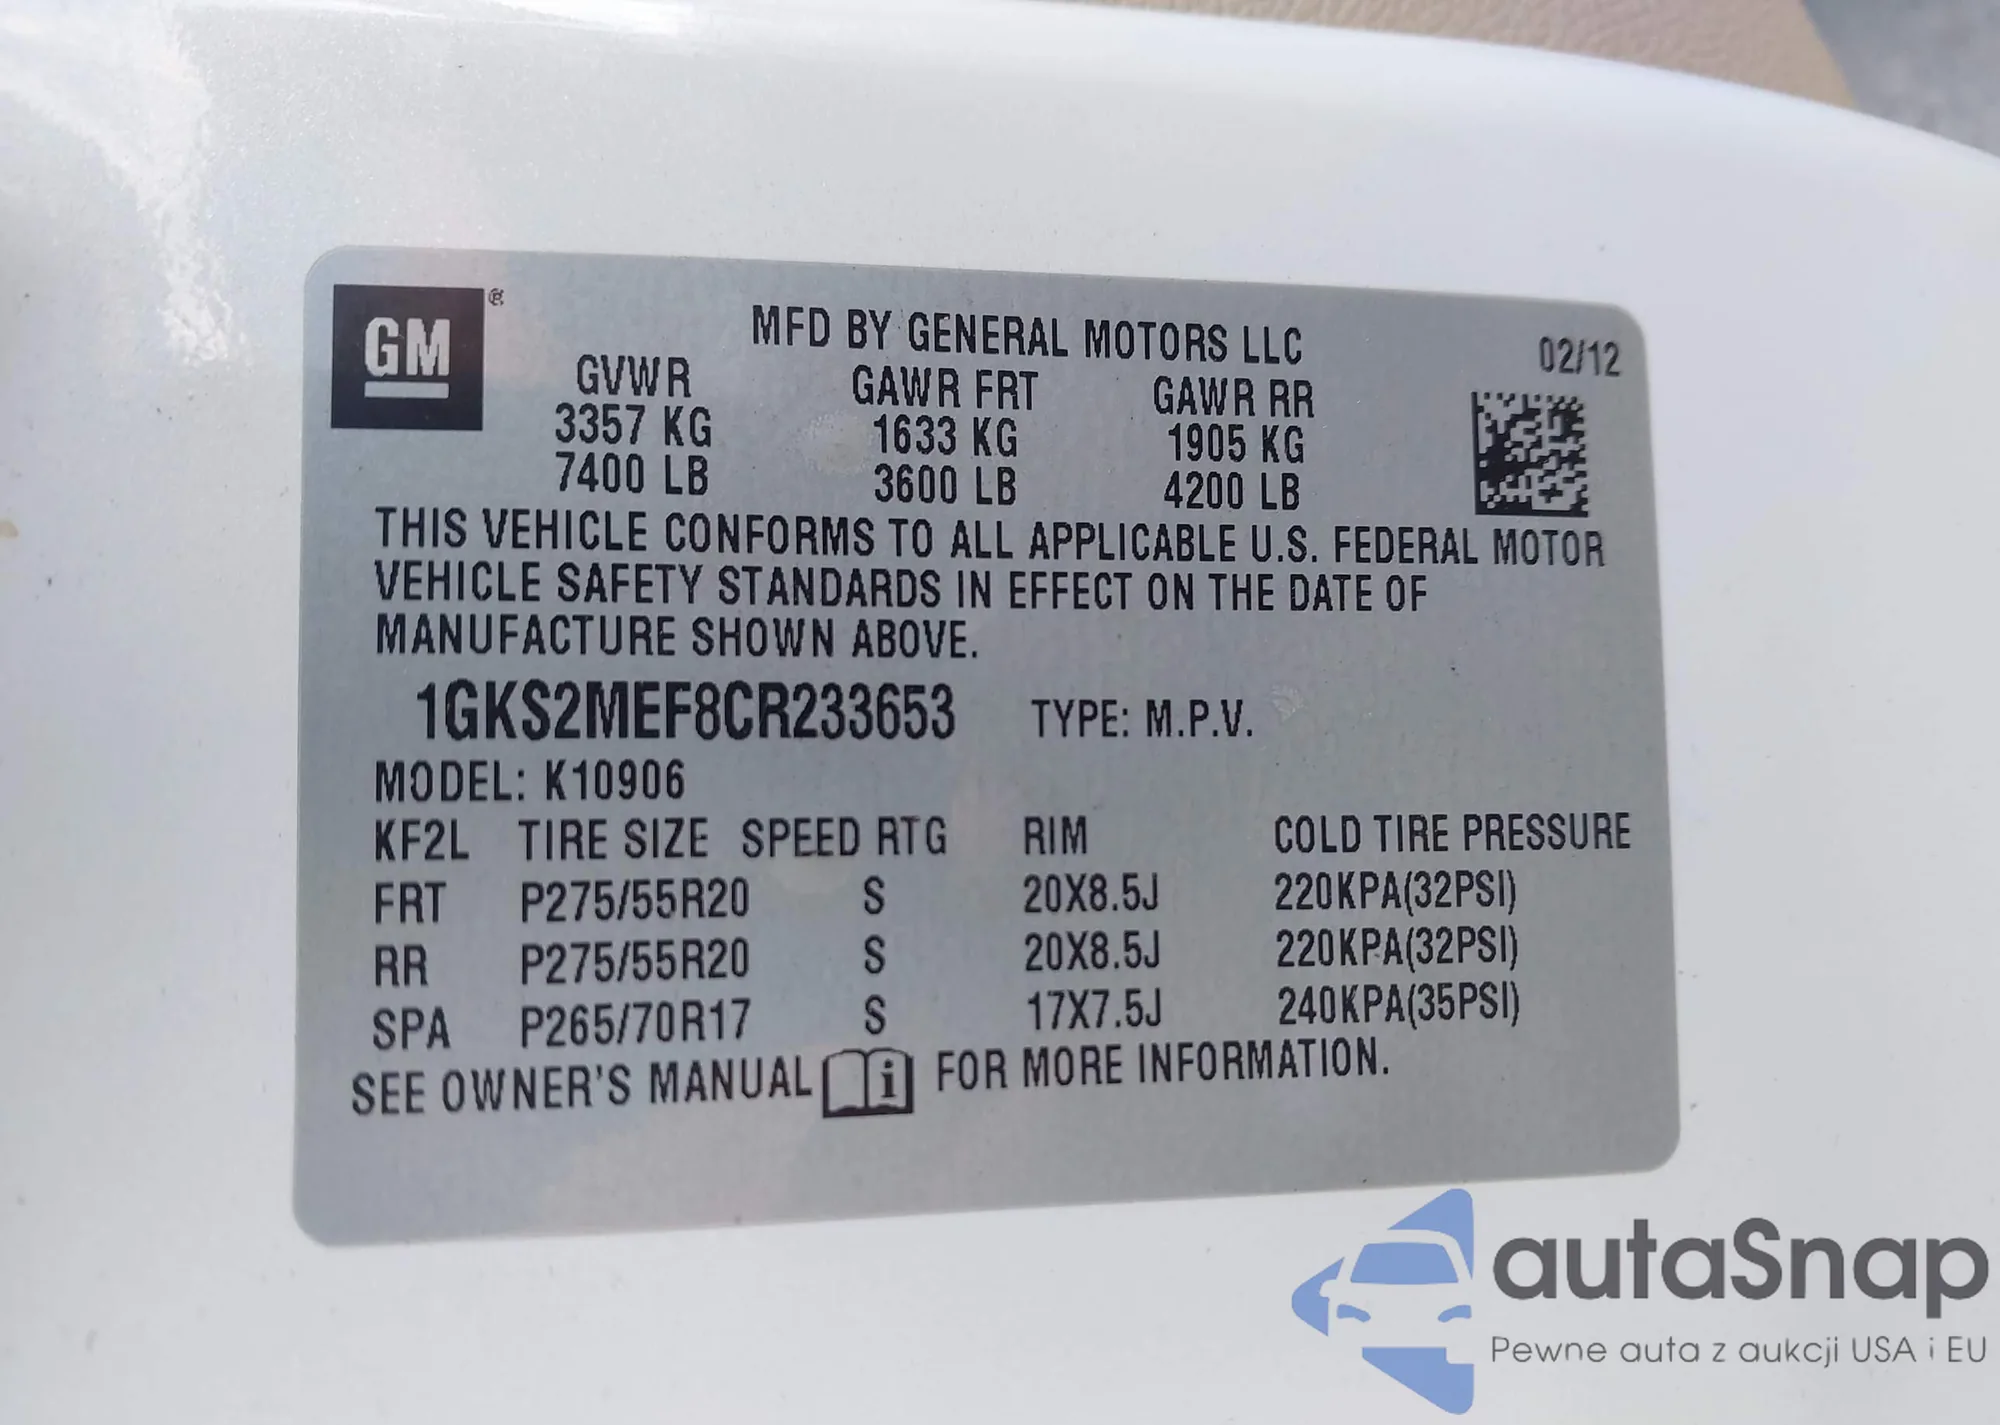 GM®
MFD BY GENERAL MOTORS LLC 02/12
GVWR GAWR FRT GAWR RR
3357 KG 1633 KG 1905 KG
7400 LB 3600 LB 4200 LB
THIS VEHICLE CONFORMS TO ALL APPLICABLE U.S. FEDERAL MOTOR
VEHICLE SAFETY STANDARDS IN EFFECT ON THE DATE OF
MANUFACTURE SHOWN ABOVE.
1GKS2MEF8CR233653 TYPE: M.P.V.
MODEL: K10906
KF2L TIRE SIZE SPEED RTG RIM COLD TIRE PRESSURE
FRT P275/55R20 S 20X8.5J 220KPA(32PSI)
RR P275/55R20 S 20X8.5J 220KPA(32PSI)
SPA P265/70R17 S 17X7.5J 240KPA(35PSI)
SEE OWNER'S MANUAL i FOR MORE INFORMATION.
autaSnap
Pewne auta z aukcji USA i EU